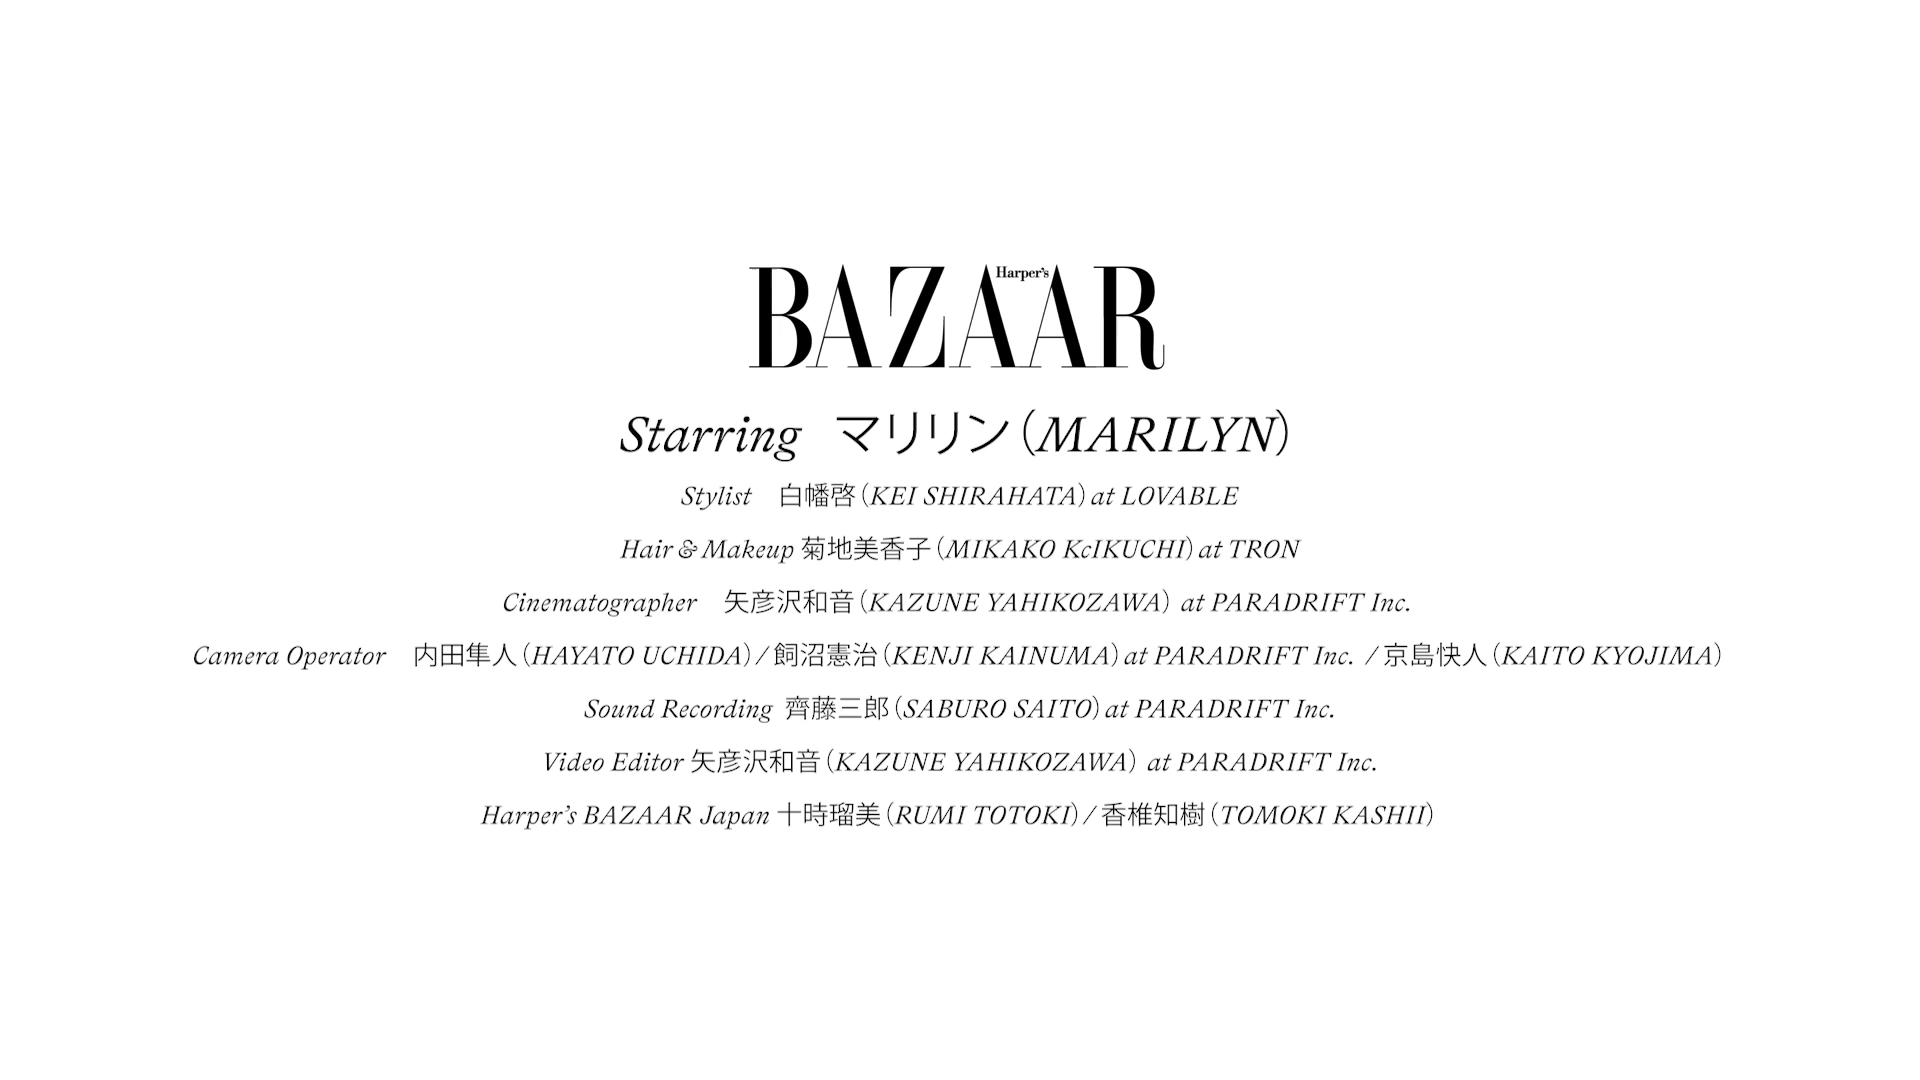 Harper's
BAZAAR
Starring マリリン（MARILYN）
Stylist 白幡啓（KEI SHIRAHATA）at LOVABLE
Hair & Makeup 菊地美香子（MIKAKO KcIKUCHI）at TRON
Cinematographer 矢彦沢和音（KAZUNE YAHIKOZAWA） at PARADRIFT Inc.
Camera Operator 内田隼人（HAYATO UCHIDA）/ 飼沼憲治（KENJI KAINUMA）at PARADRIFT Inc. / 京島快人（KAITO KYOJIMA）
Sound Recording 齊藤三郎（SABURO SAITO）at PARADRIFT Inc.
Video Editor 矢彦沢和音（KAZUNE YAHIKOZAWA） at PARADRIFT Inc.
Harper’s BAZAAR Japan 十時瑠美（RUMI TOTOKI）/ 香椎知樹（TOMOKI KASHII）